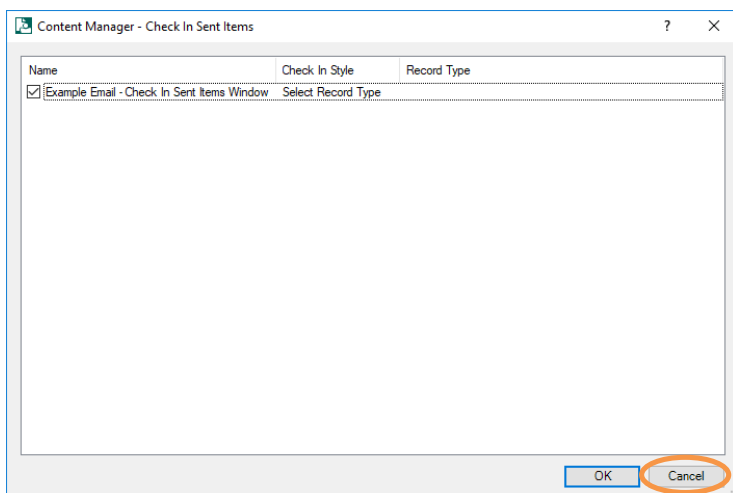 Content Manager - Check In Sent Items
?
Name Check In Style Record Type
Example Email - Check In Sent Items Window Select Record Type
OK Cancel